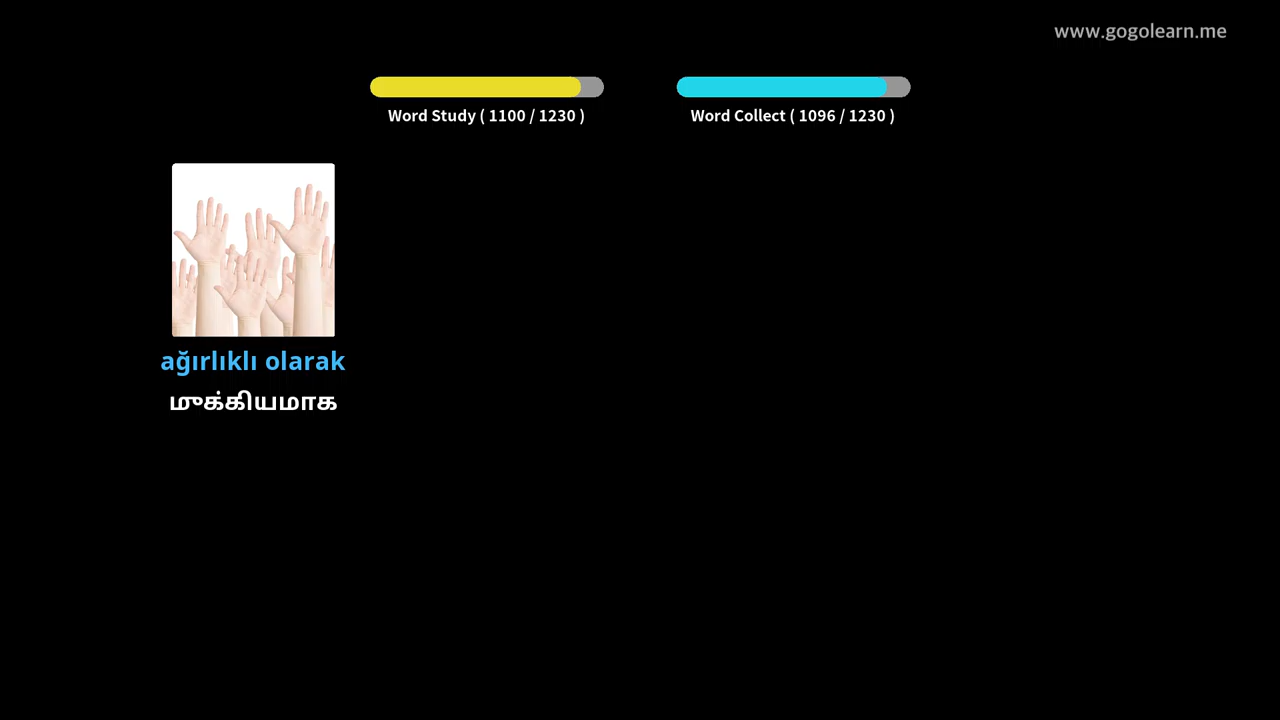 www.gogolearn.me
Word Study ( 1100 / 1230 )
Word Collect ( 1096 / 1230 )
ağırlıklı olarak
முக்கியமாக